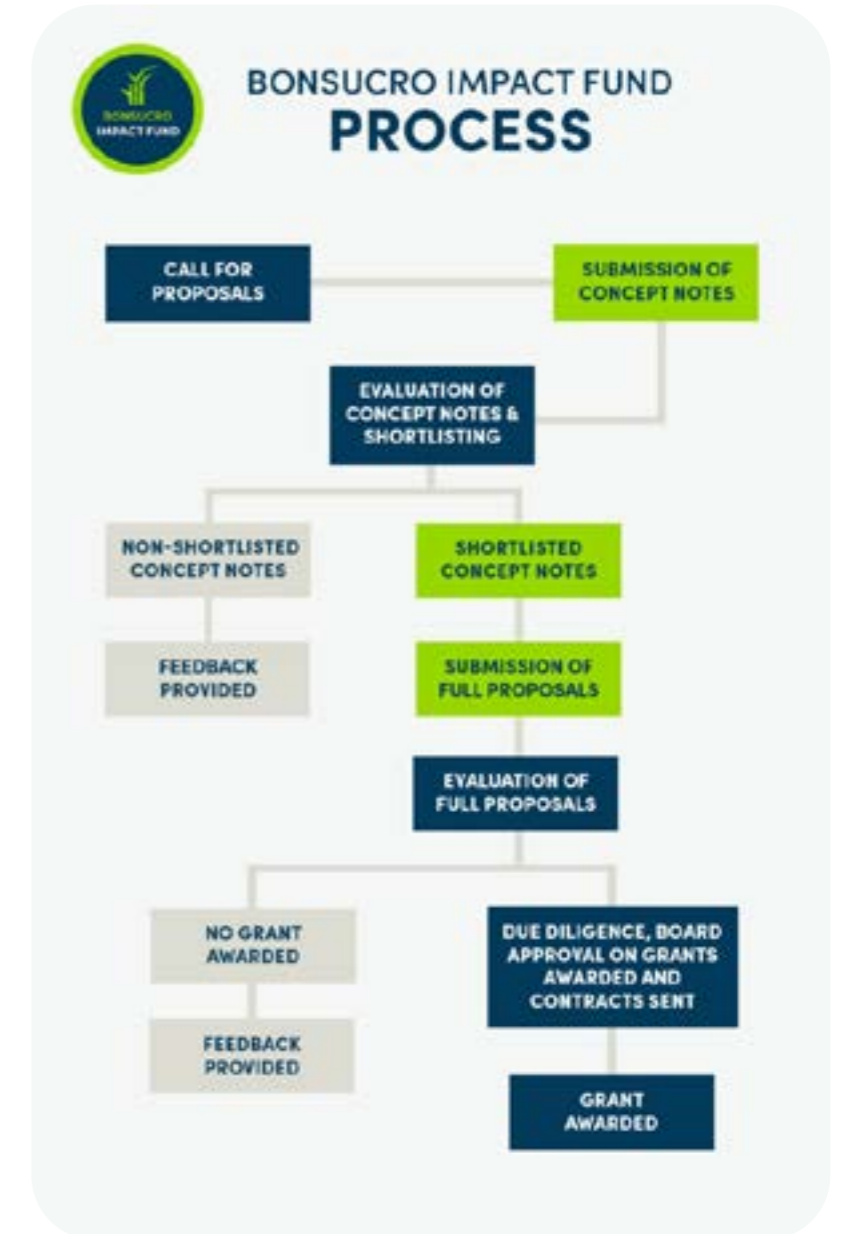 BONSUCRO
IMPACT FUND
BONSUCRO IMPACT FUND
PROCESS
CALL FOR
PROPOSALS
SUBMISSION OF
CONCEPT NOTES
EVALUATION OF
CONCEPT NOTES &
SHORTLISTING
NON-SHORTLISTED
CONCEPT NOTES
SHORTLISTED
CONCEPT NOTES
FEEDBACK
PROVIDED
SUBMISSION OF
FULL PROPOSALS
EVALUATION OF
FULL PROPOSALS
NO GRANT
AWARDED
DUE DILIGENCE, BOARD
APPROVAL ON GRANTS
AWARDED AND
CONTRACTS SENT
FEEDBACK
PROVIDED
GRANT
AWARDED